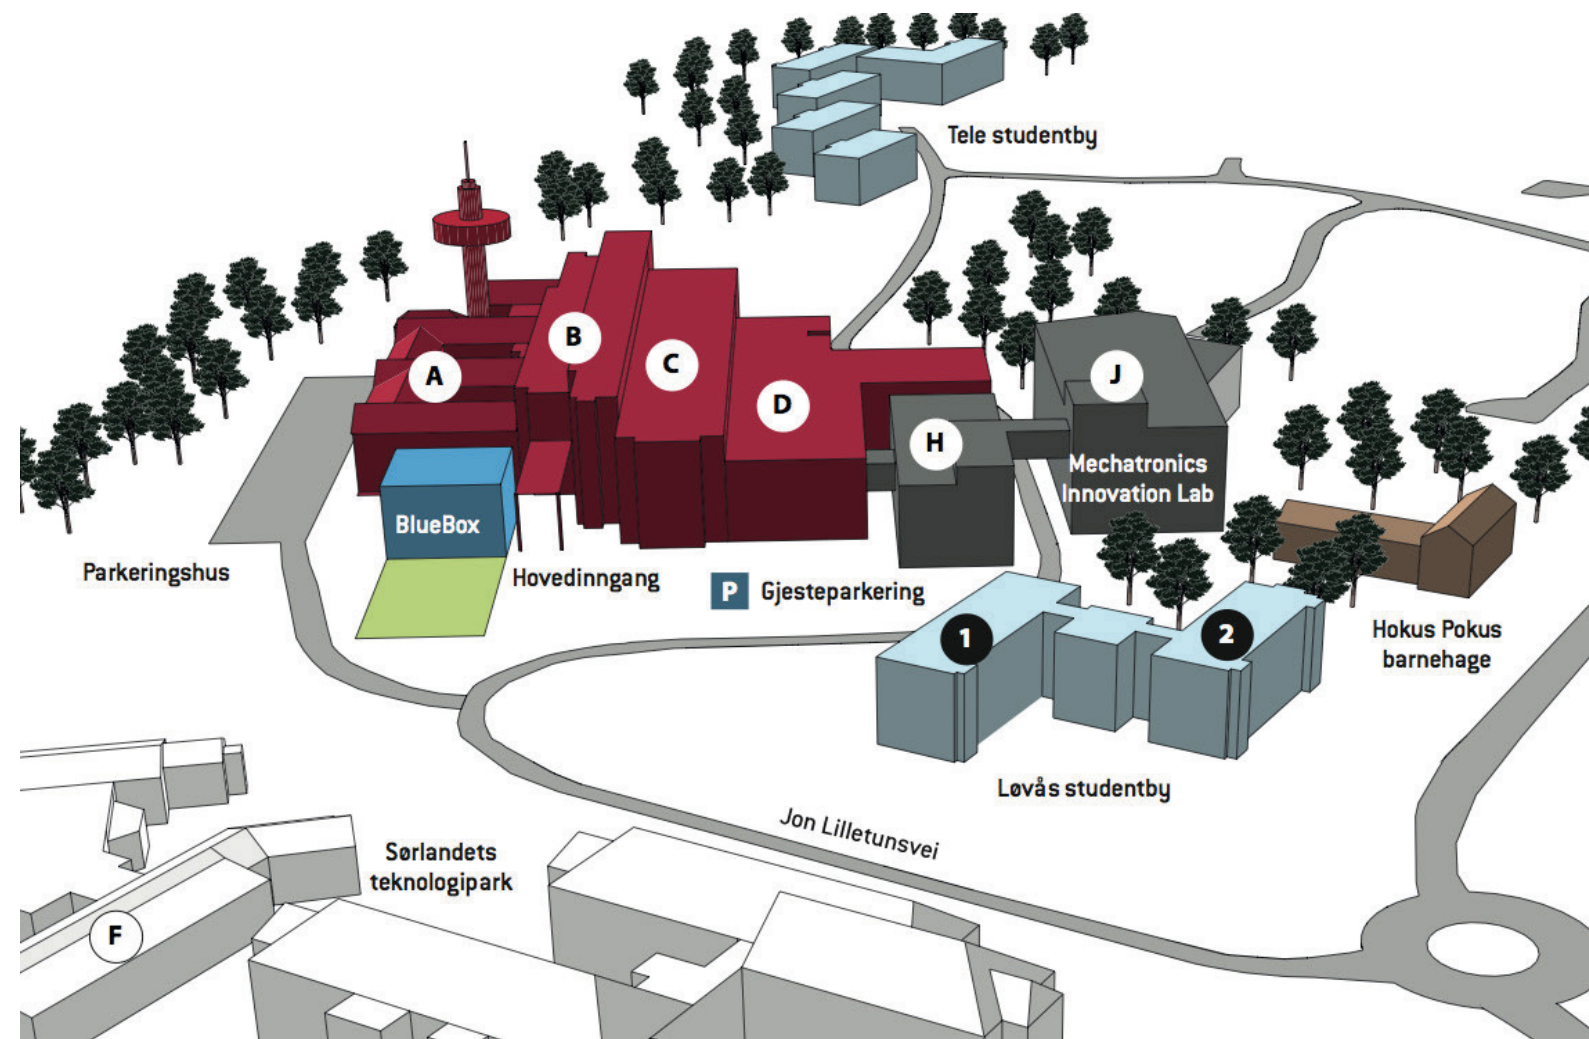 Tele studentby
B
C
A
J
D
H
Mechatronics
Innovation Lab
BlueBox
Parkeringshus
Hovedinngang
P Gjesteparkering
1
2
Hokus Pokus
barnehage
Løvås studentby
Jon Lilletunsvei
Sørlandets
teknologipark
F